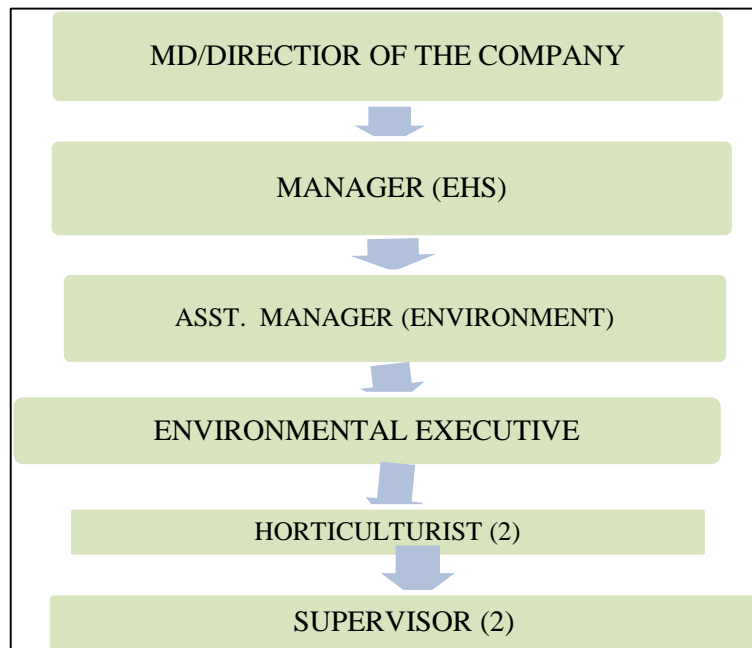 MD/DIRECTIOR OF THE COMPANY
MANAGER (EHS)
ASST. MANAGER (ENVIRONMENT)
ENVIRONMENTAL EXECUTIVE
HORTICULTURIST (2)
SUPERVISOR (2)